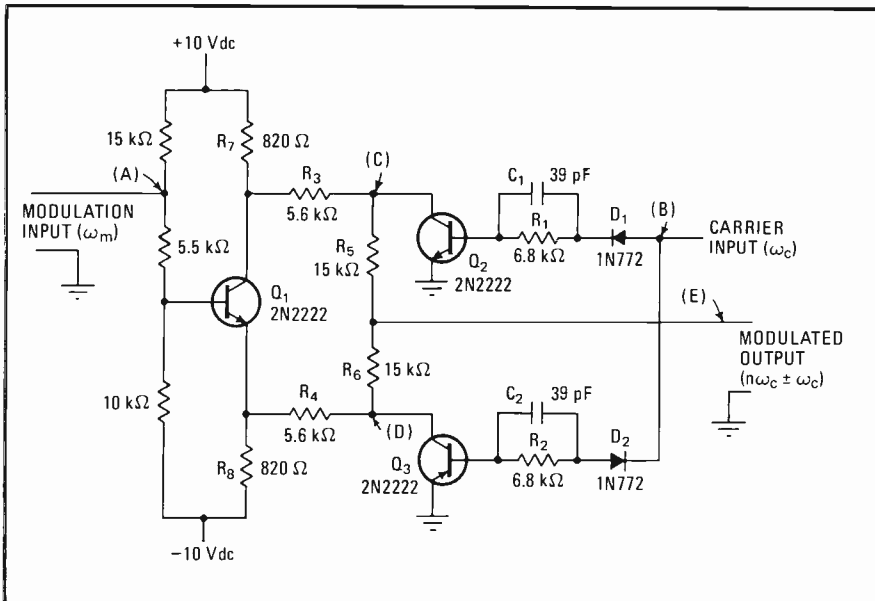 +10 Vdc
15 kΩ
R7
820 Ω
(A)
R3
(C)
C1
39 pF
MODULATION
INPUT (ωm)
5.6 kΩ
R1
6.8 kΩ
D1
1N772
(B)
CARRIER
INPUT (ωc)
5.5 kΩ
R5
15 kΩ
Q2
2N2222
Q1
2N2222
(E)
MODULATED
OUTPUT
(nωc ± ωc)
10 kΩ
R6
15 kΩ
R4
5.6 kΩ
(D)
C2
39 pF
R8
820 Ω
Q3
2N2222
R2
6.8 kΩ
D2
1N772
−10 Vdc